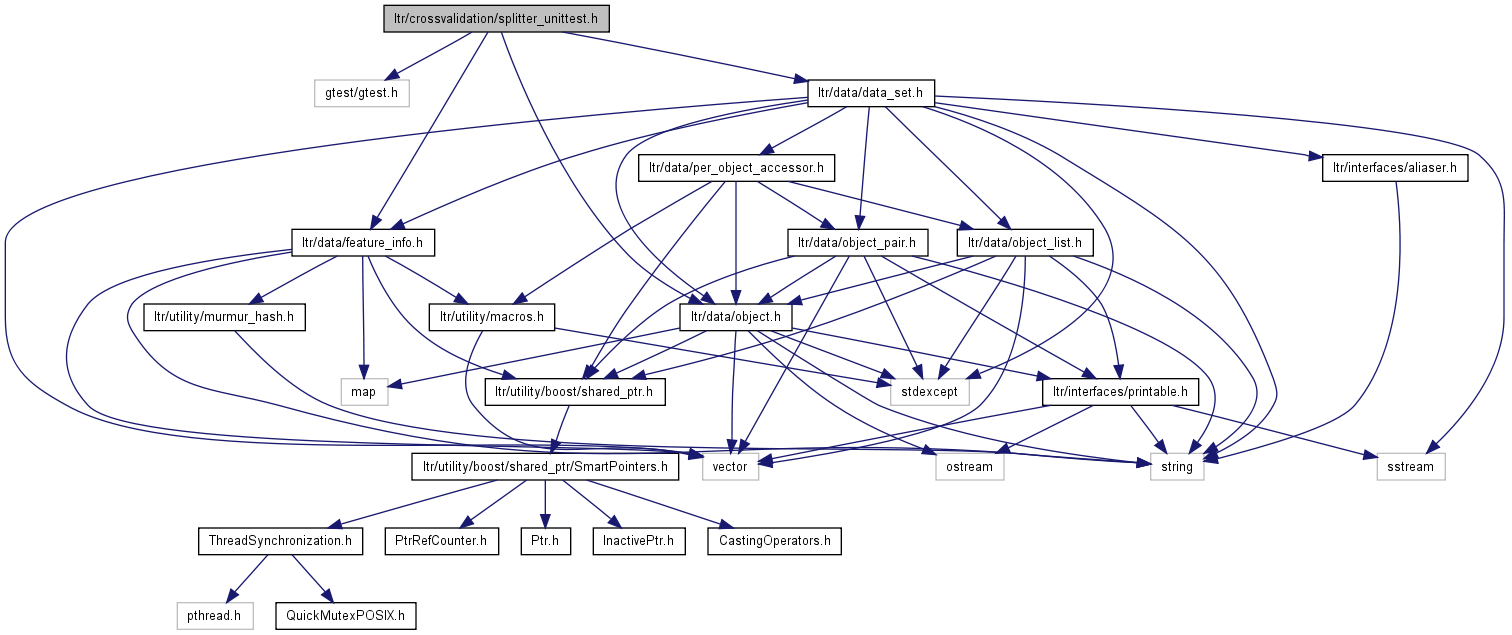 ltr/crossvalidation/splitter_unittest.h
gtest/gtest.h
ltr/data/data_set.h
ltr/data/per_object_accessor.h
ltr/interfaces/aliaser.h
ltr/data/feature_info.h
ltr/data/object_pair.h
ltr/data/object_list.h
ltr/utility/murmur_hash.h
ltr/utility/macros.h
ltr/data/object.h
map
ltr/utility/boost/shared_ptr.h
stdexcept
ltr/interfaces/printable.h
ltr/utility/boost/shared_ptr/SmartPointers.h
vector
ostream
string
sstream
ThreadSynchronization.h
PtrRefCounter.h
Ptr.h
InactivePtr.h
CastingOperators.h
pthread.h
QuickMutexPOSIX.h